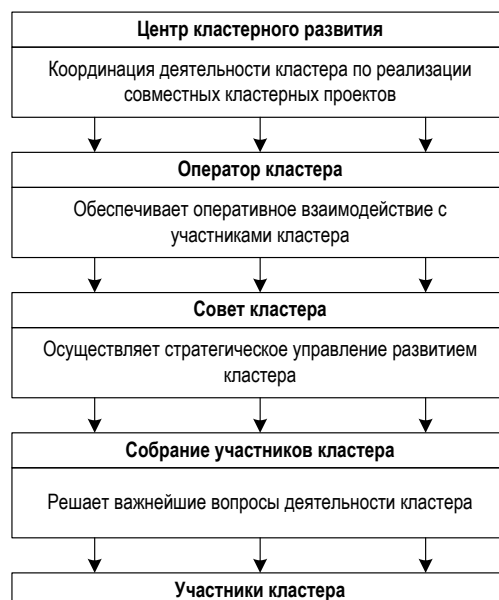 Центр кластерного развития
Координация деятельности кластера по реализации
совместных кластерных проектов
Оператор кластера
Обеспечивает оперативное взаимодействие с
участниками кластера
Совет кластера
Осуществляет стратегическое управление развитием
кластера
Собрание участников кластера
Решает важнейшие вопросы деятельности кластера
Участники кластера